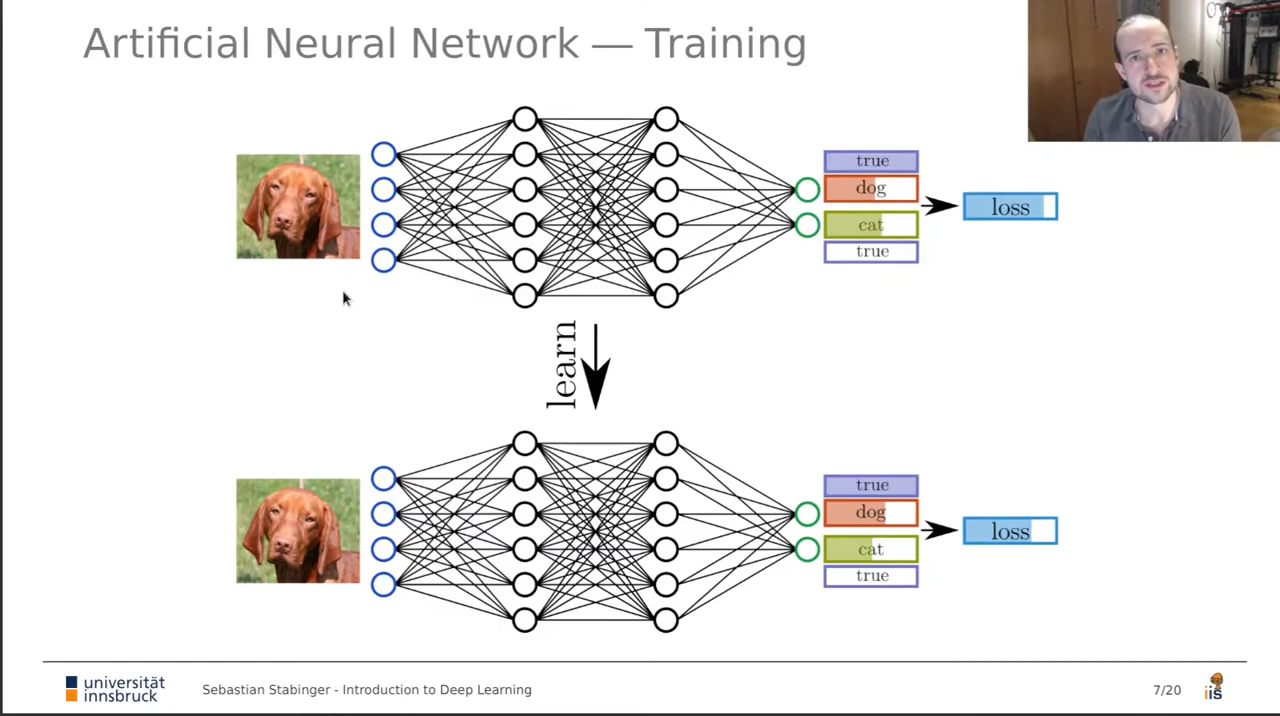 Artificial Neural Network — Training
true
dog
cat
true
loss
learn
true
dog
cat
true
loss
universität
innsbruck
Sebastian Stabinger - Introduction to Deep Learning
7/20
iis